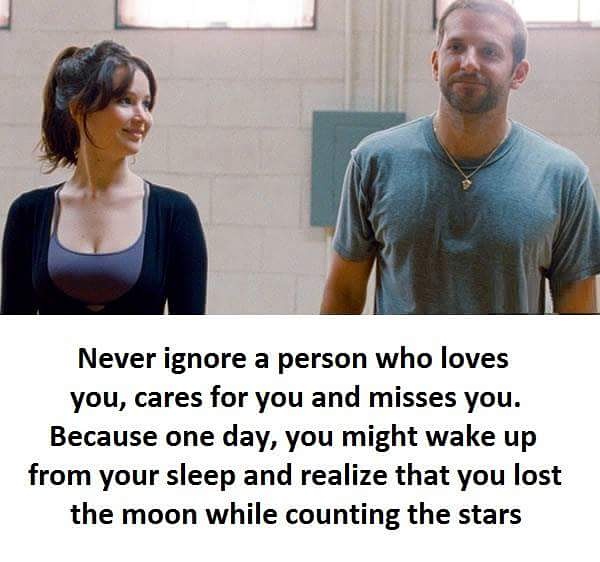 Never ignore a person who loves
you, cares for you and misses you.
Because one day, you might wake up
from your sleep and realize that you lost
the moon while counting the stars